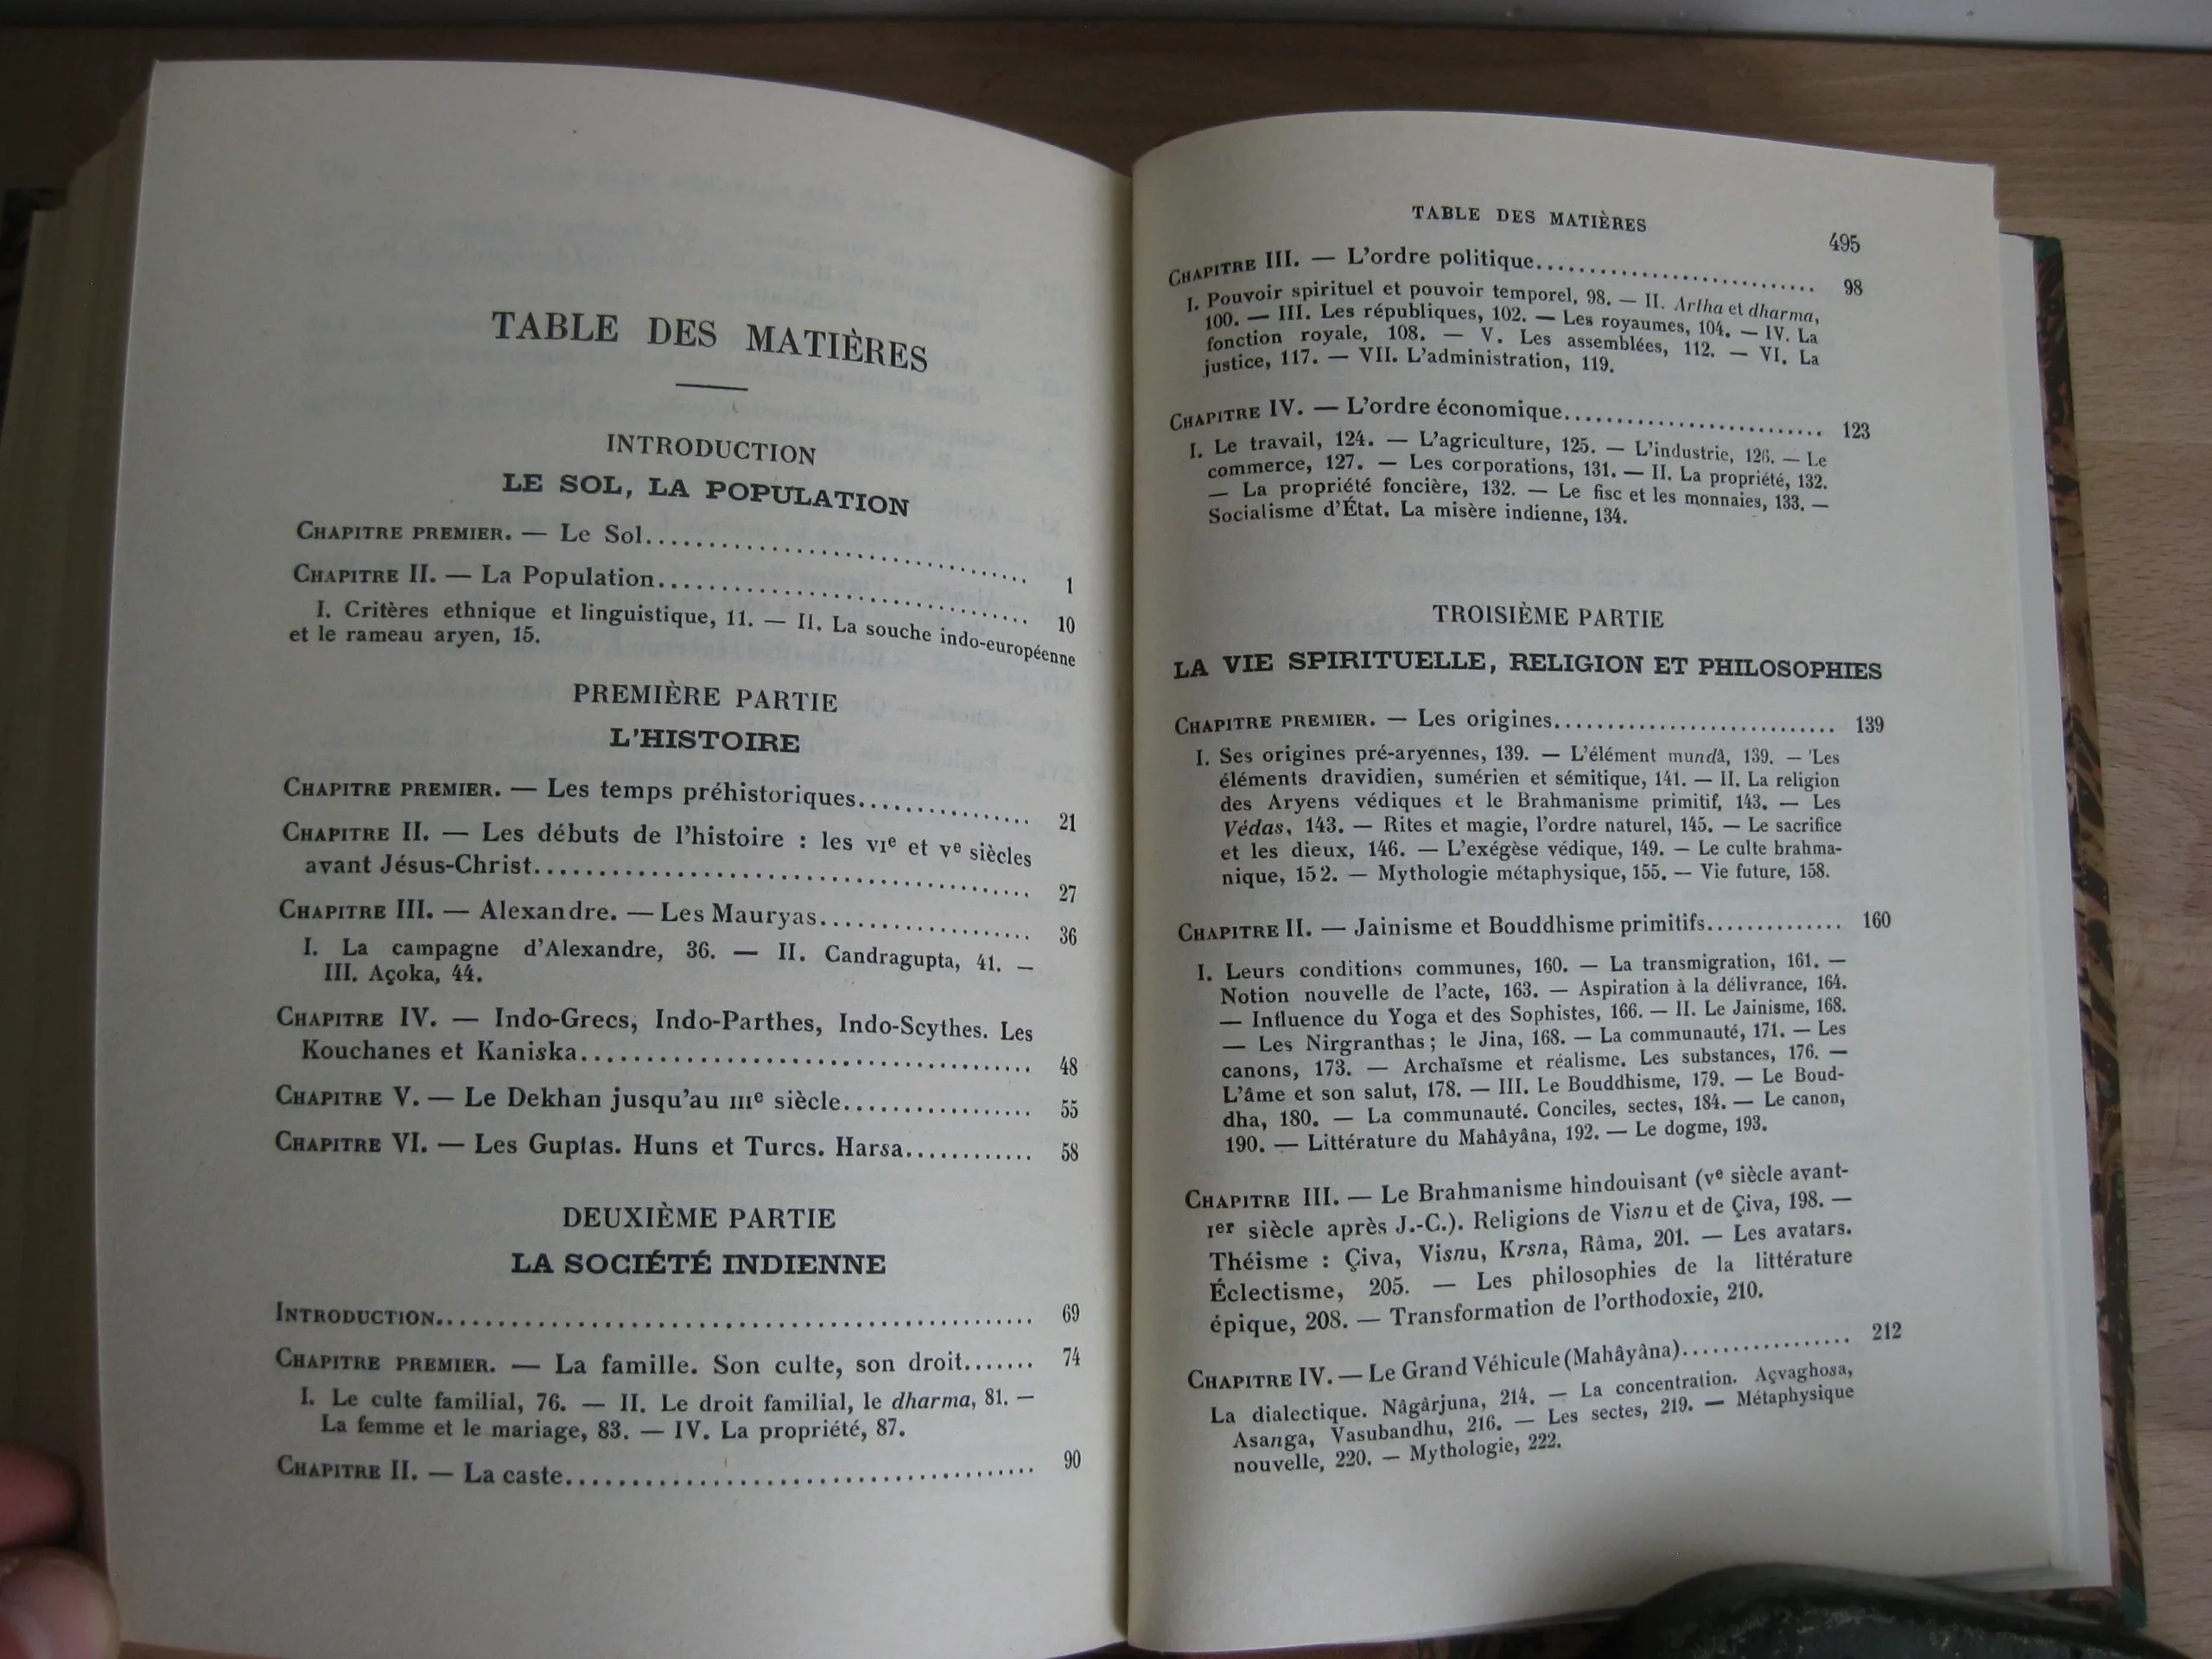 TABLE DES MATIÈRES
INTRODUCTION
LE SOL, LA POPULATION
CHAPITRE PREMIER. — Le Sol........................................ 1
CHAPITRE II. — La Population...................................... 10
I. Critères ethnique et linguistique, 11. — II. La souche indo-européenne
et le rameau aryen, 15.
PREMIÈRE PARTIE
L'HISTOIRE
CHAPITRE PREMIER. — Les temps préhistoriques................ 21
CHAPITRE II. — Les débuts de l'histoire : les VIe et Ve siècles
avant Jésus-Christ........................................ 27
CHAPITRE III. — Alexandre. — Les Mauryas.................... 36
I. La campagne d'Alexandre, 36. — II. Candragupta, 41. —
III. Açoka, 44.
CHAPITRE IV. — Indo-Grecs, Indo-Parthes, Indo-Scythes. Les
Kouchanes et Kaniska.................................... 48
CHAPITRE V. — Le Dekhan jusqu'au IIIe siècle................. 55
CHAPITRE VI. — Les Guptas. Huns et Turcs. Harsa............ 58
DEUXIÈME PARTIE
LA SOCIÉTÉ INDIENNE
INTRODUCTION.................................................. 69
CHAPITRE PREMIER. — La famille. Son culte, son droit....... 74
I. Le culte familial, 76. — II. Le droit familial, le dharma, 81. —
La femme et le mariage, 83. — IV. La propriété, 87.
CHAPITRE II. — La caste........................................ 90
TABLE DES MATIÈRES 495
CHAPITRE III. — L'ordre politique............................ 98
I. Pouvoir spirituel et pouvoir temporel, 98. — II. Artha et dharma,
100. — III. Les républiques, 102. — Les royaumes, 104. — IV. La
fonction royale, 108. — V. Les assemblées, 112. — VI. La
justice, 117. — VII. L'administration, 119.
CHAPITRE IV. — L'ordre économique.......................... 123
I. Le travail, 124. — L'agriculture, 125. — L'industrie, 126. — Le
commerce, 127. — Les corporations, 131. — II. La propriété, 132.
— La propriété foncière, 132. — Le fisc et les monnaies, 133. —
Socialisme d'État. La misère indienne, 134.
TROISIÈME PARTIE
LA VIE SPIRITUELLE, RELIGION ET PHILOSOPHIES
CHAPITRE PREMIER. — Les origines.......................... 139
I. Ses origines pré-aryennes, 139. — L'élément mundâ, 139. — 'Les
éléments dravidien, sumérien et sémitique, 141. — II. La religion
des Aryens védiques et le Brahmanisme primitif, 143. — Les
Védas, 143. — Rites et magie, l'ordre naturel, 145. — Le sacrifice
et les dieux, 146. — L'exégèse védique, 149. — Le culte brahma-
nique, 152. — Mythologie métaphysique, 155. — Vie future, 158.
CHAPITRE II. — Jainisme et Bouddhisme primitifs.............. 160
I. Leurs conditions communes, 160. — La transmigration, 161. —
Notion nouvelle de l'acte, 163. — Aspiration à la délivrance, 164.
— Influence du Yoga et des Sophistes, 166. — II. Le Jainisme, 168.
— Les Nirgranthas ; le Jina, 168. — La communauté, 171. — Les
canons, 173. — Archaïsme et réalisme. Les substances, 176. —
L'âme et son salut, 178. — III. Le Bouddhisme, 179. — Le Boud-
dha, 180. — La communauté. Conciles, sectes, 184. — Le canon,
190. — Littérature du Mahâyâna, 192. — Le dogme, 193.
CHAPITRE III. — Le Brahmanisme hindouisant (Ve siècle avant-
Ier siècle après J.-C.). Religions de Visnu et de Çiva, 198. —
Théisme : Çiva, Visnu, Krsna, Râma, 201. — Les avatars.
Éclectisme, 205. — Les philosophies de la littérature
épique, 208. — Transformation de l'orthodoxie, 210.
CHAPITRE IV. — Le Grand Véhicule (Mahâyâna)................ 212
La dialectique. Nâgârjuna, 214. — La concentration. Açvaghosa,
Asanga, Vasubandhu, 216. — Les sectes, 219. — Métaphysique
nouvelle, 220. — Mythologie, 222.